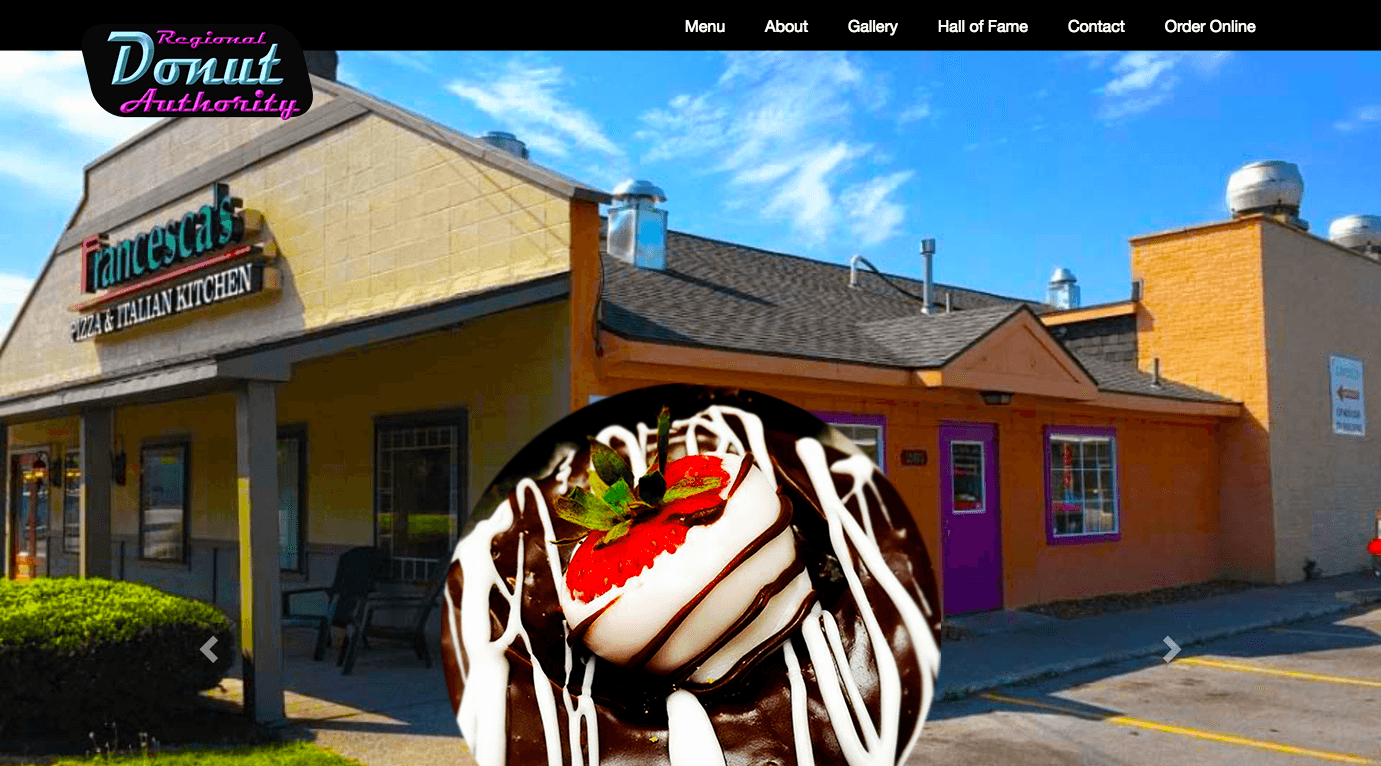 Menu About Gallery Hall of Fame Contact Order Online
Regional
Donut
Authority
Francesca's
PIZZA & ITALIAN KITCHEN